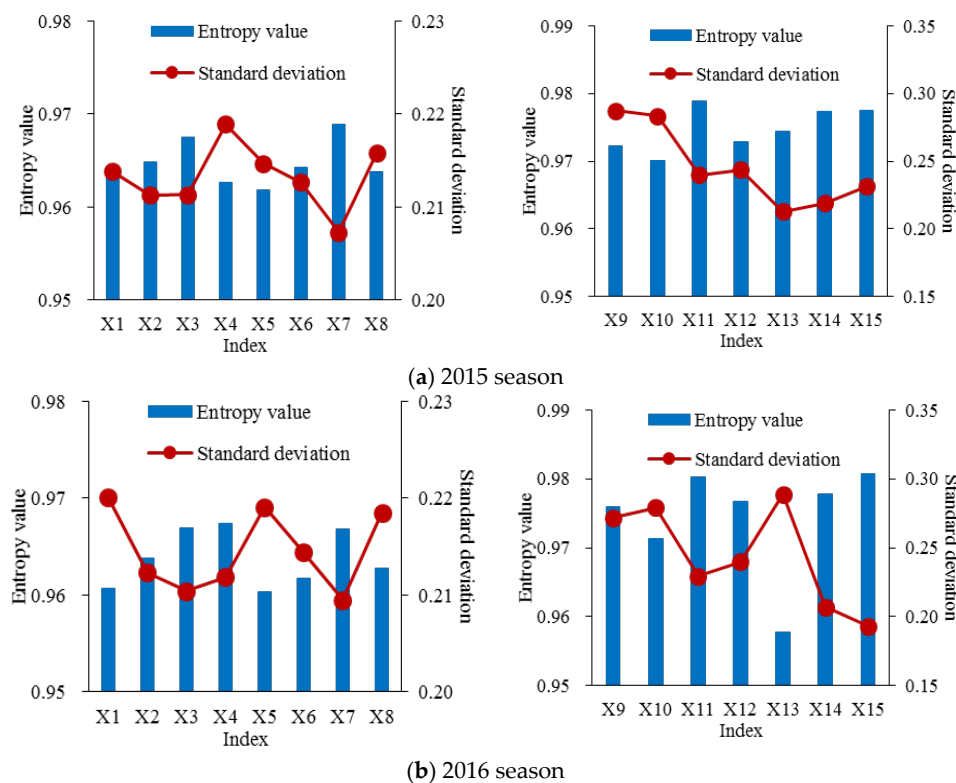 0.98
0.97
0.96
0.95
Entropy value
Entropy value
Standard deviation
0.23
0.22
0.21
0.20
Standard deviation
X1 X2 X3 X4 X5 X6 X7 X8
Index
0.99
0.98
0.97
0.96
0.95
Entropy value
Entropy value
Standard deviation
0.35
0.30
0.25
0.20
0.15
Standard deviation
X9 X10 X11 X12 X13 X14 X15
Index
(a) 2015 season
0.98
0.97
0.96
0.95
Entropy value
Entropy value
Standard deviation
0.23
0.22
0.21
0.20
Standard deviation
X1 X2 X3 X4 X5 X6 X7 X8
Index
0.99
0.98
0.97
0.96
0.95
Entropy value
Entropy value
Standard deviation
0.35
0.30
0.25
0.20
0.15
Standard deviation
X9 X10 X11 X12 X13 X14 X15
Index
(b) 2016 season